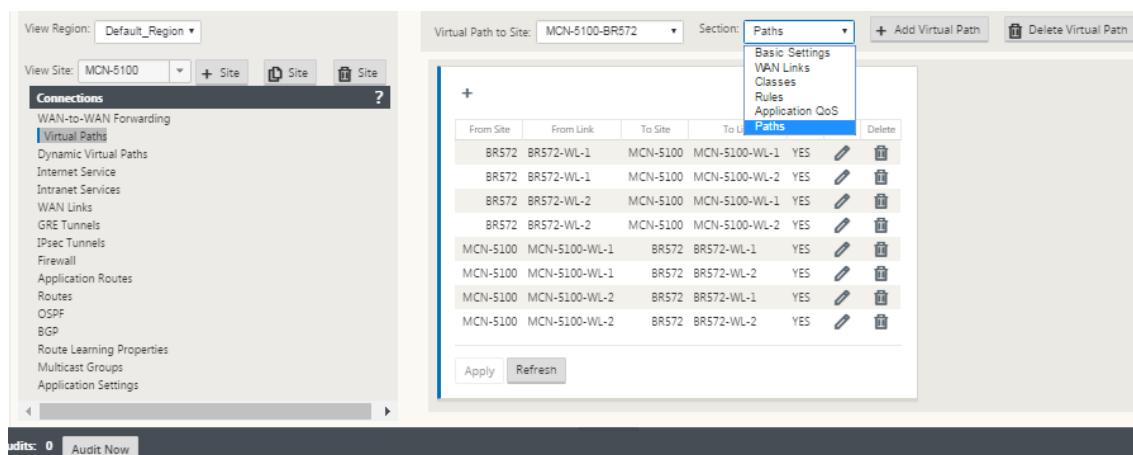 View Region: Default_Region
View Site: MCN-5100 + Site Site Site
Connections ?
WAN-to-WAN Forwarding
Virtual Paths
Dynamic Virtual Paths
Internet Service
Intranet Services
WAN Links
GRE Tunnels
IPsec Tunnels
Firewall
Application Routes
Routes
OSPF
BGP
Route Learning Properties
Multicast Groups
Application Settings
Virtual Path to Site: MCN-5100-BR572 Section: Paths + Add Virtual Path Delete Virtual Path
Basic Settings
WAN Links
Classes
Rules
Application QoS
Paths
+
From Site From Link To Site Delete
BR572 BR572-WL-1 MCN-5100 MCN-5100-WL-1 YES
BR572 BR572-WL-1 MCN-5100 MCN-5100-WL-2 YES
BR572 BR572-WL-2 MCN-5100 MCN-5100-WL-1 YES
BR572 BR572-WL-2 MCN-5100 MCN-5100-WL-2 YES
MCN-5100 MCN-5100-WL-1 BR572 BR572-WL-1 YES
MCN-5100 MCN-5100-WL-1 BR572 BR572-WL-2 YES
MCN-5100 MCN-5100-WL-2 BR572 BR572-WL-1 YES
MCN-5100 MCN-5100-WL-2 BR572 BR572-WL-2 YES
Apply Refresh
udits: 0 Audit Now